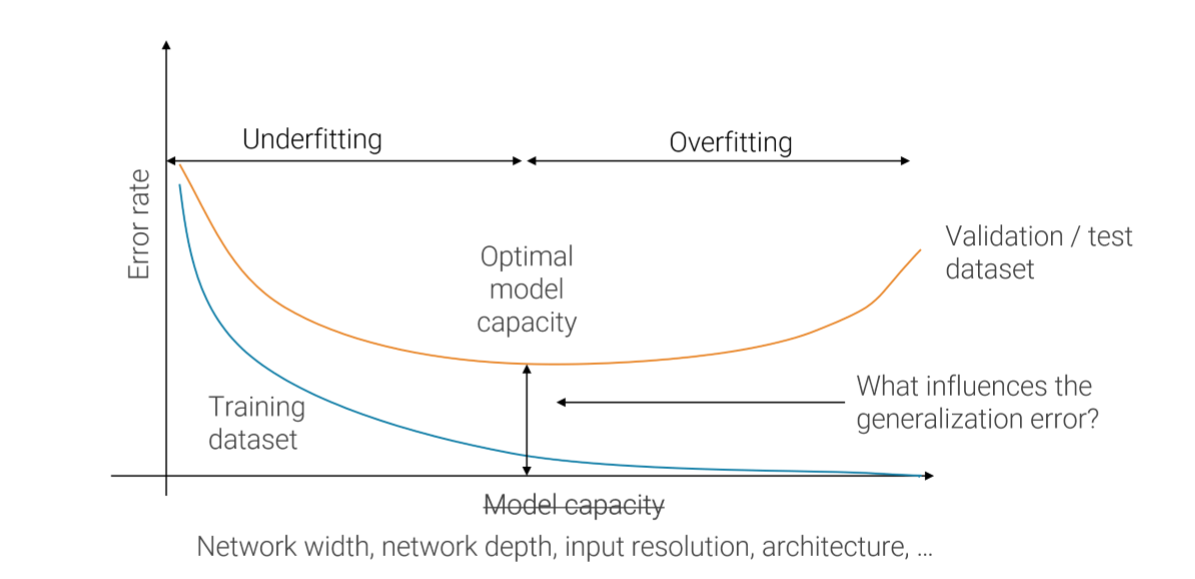 Underfitting
Overfitting
Error rate
Optimal
model
capacity
Validation / test
dataset
Training
dataset
What influences the
generalization error?
Model capacity
Network width, network depth, input resolution, architecture, ...